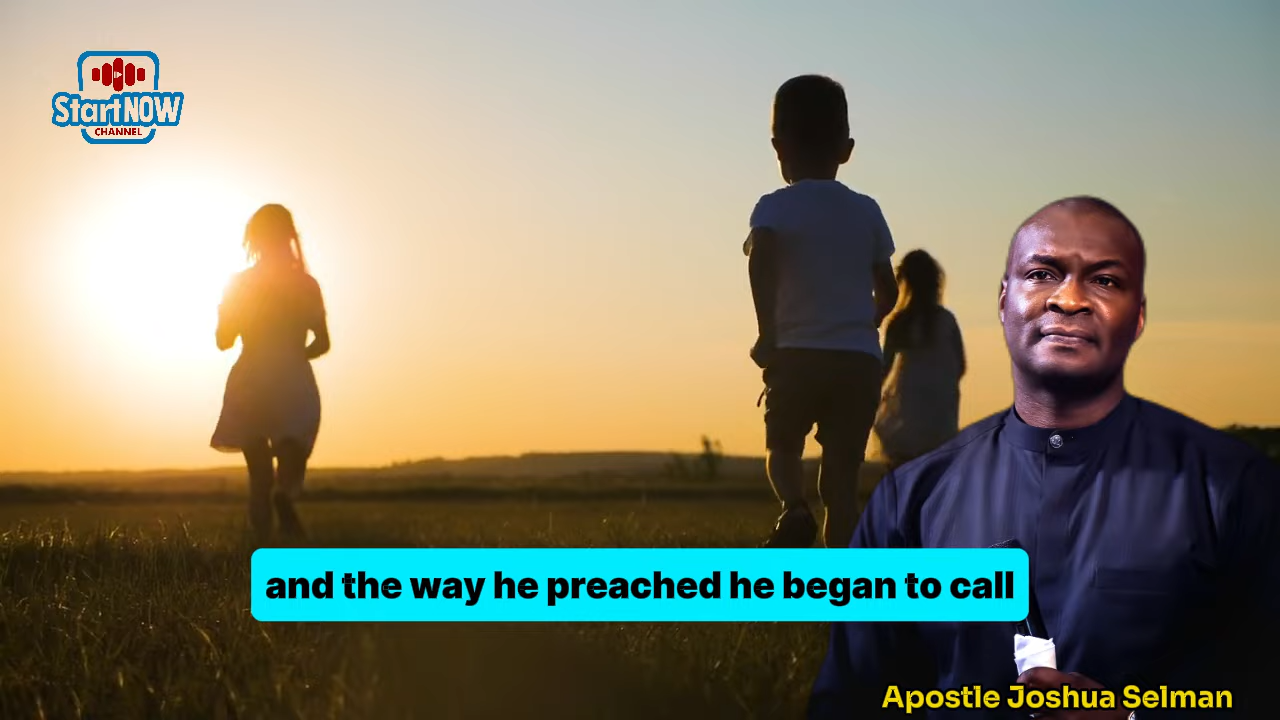 StartNOW
CHANNEL
and the way he preached he began to call
Apostle Joshua Selman